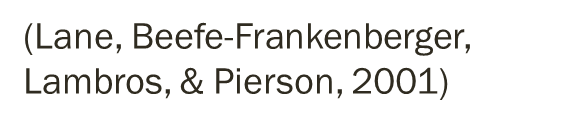 (Lane, Beefe-Frankenberger,
Lambros, & Pierson, 2001)